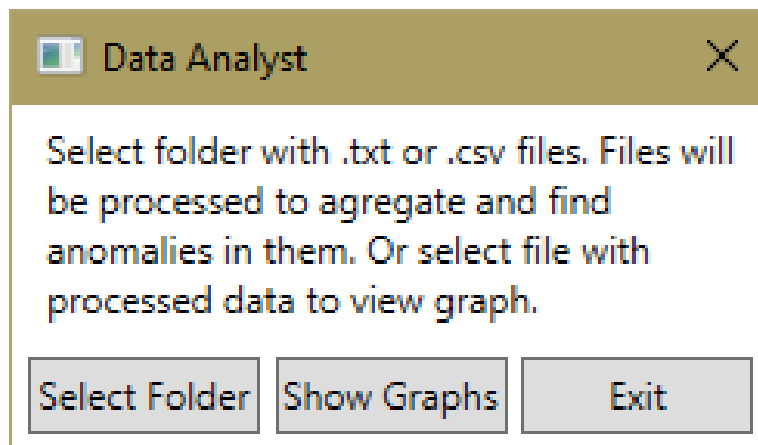 Data Analyst
Select folder with .txt or .csv files. Files will
be processed to agregate and find
anomalies in them. Or select file with
processed data to view graph.
Select Folder Show Graphs Exit